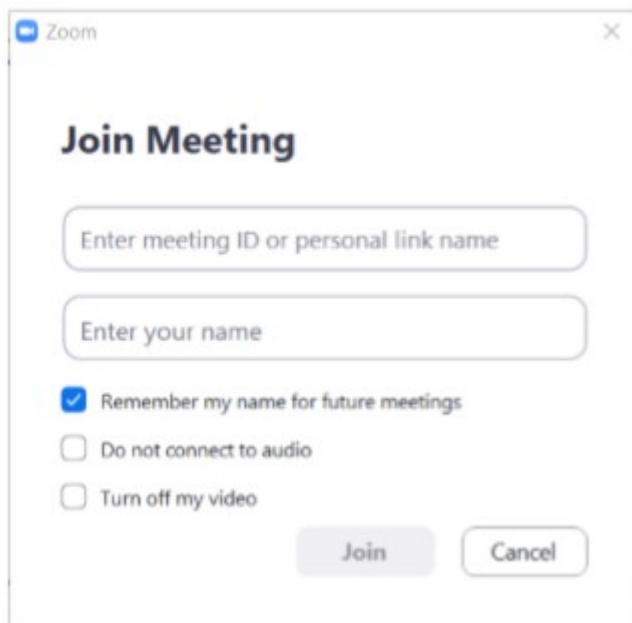 Zoom
Join Meeting
Enter meeting ID or personal link name
Enter your name
Remember my name for future meetings
Do not connect to audio
Turn off my video
Join Cancel